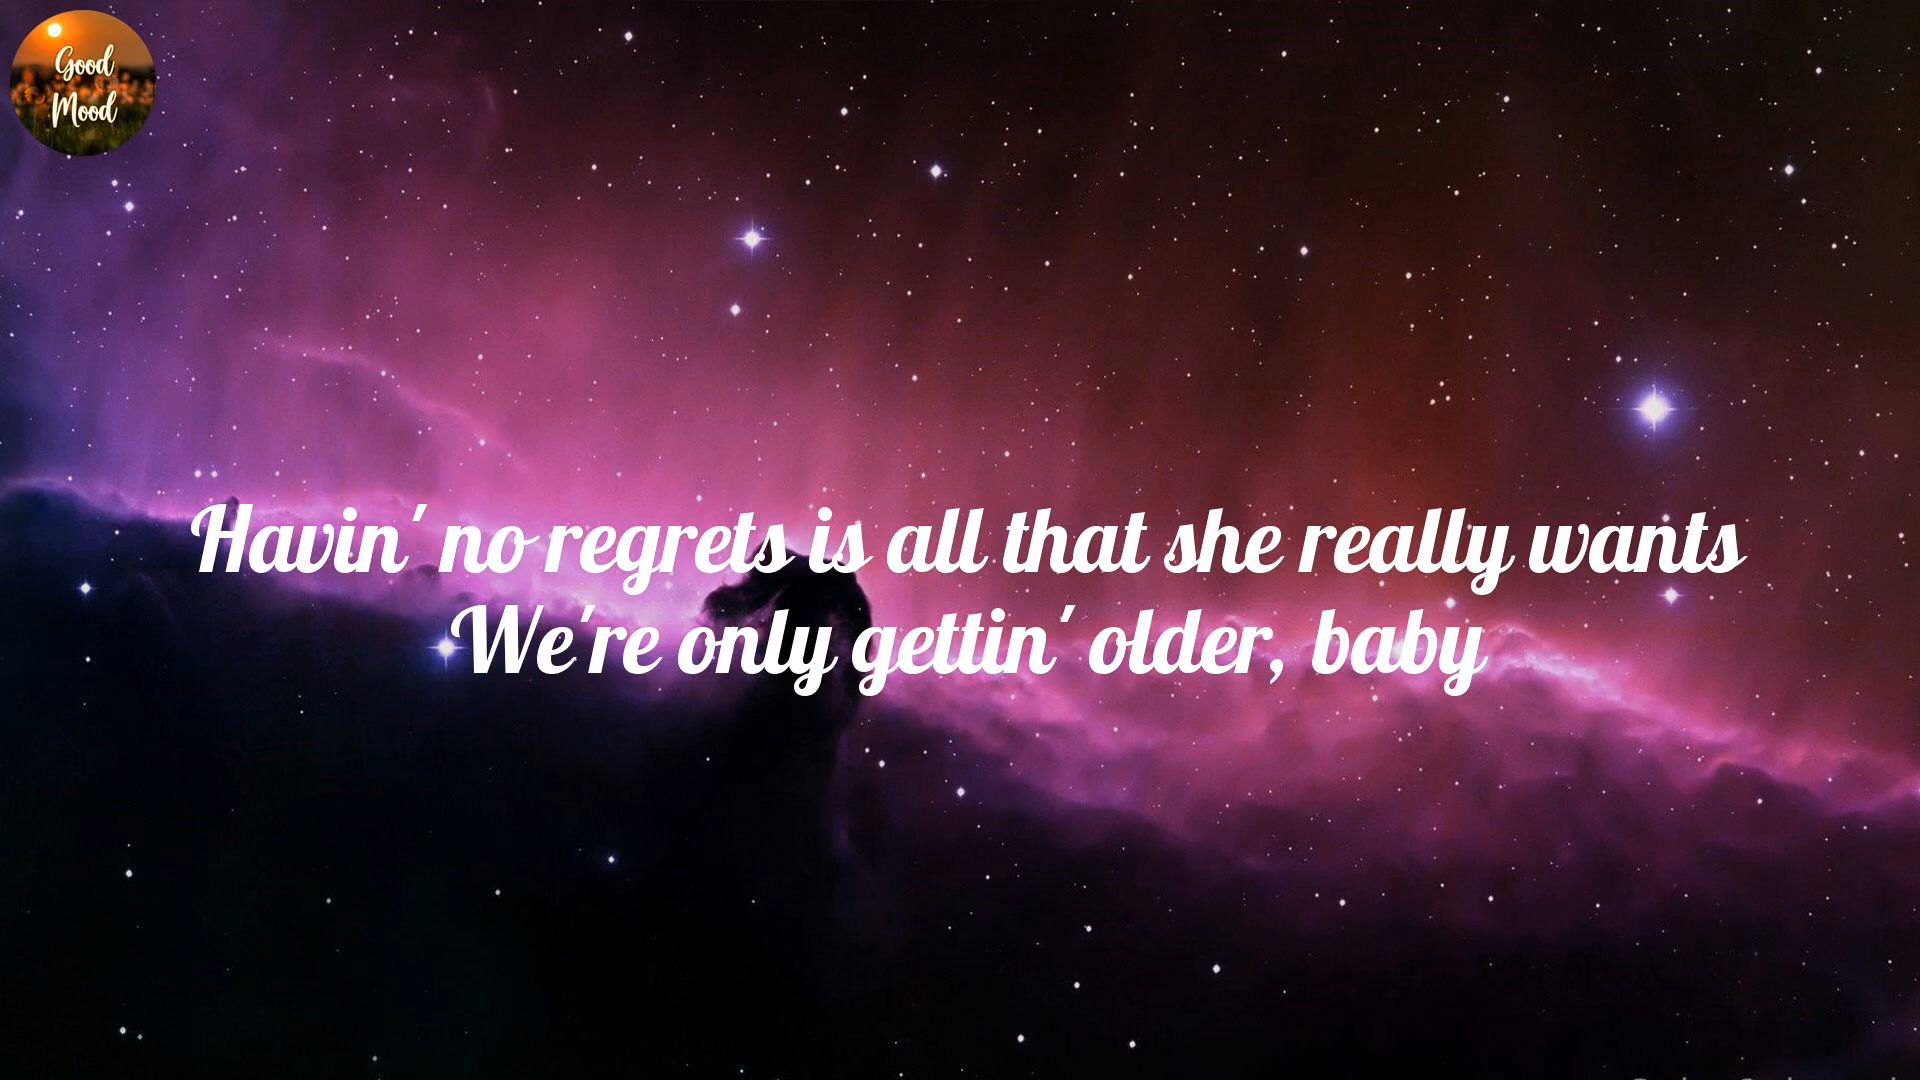 Good
Mood
Havin' no regrets is all that she really wants
We're only gettin' older, baby